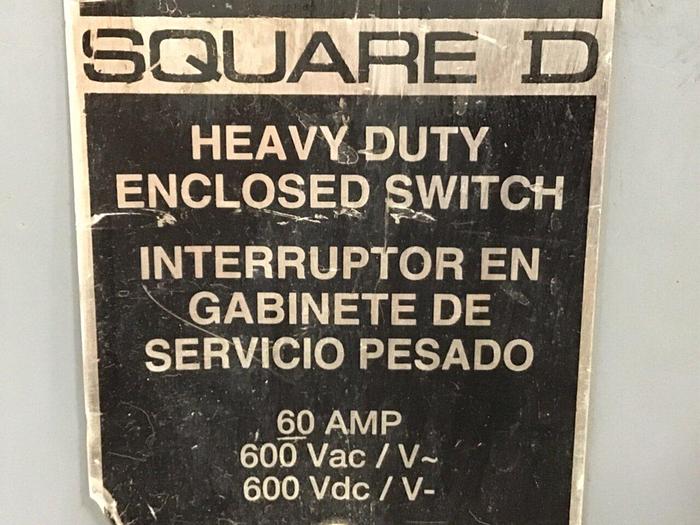 SQUARE D
HEAVY DUTY
ENCLOSED SWITCH
INTERRUPTOR EN
GABINETE DE
SERVICIO PESADO
60 AMP
600 Vac / V~
600 Vdc / V-